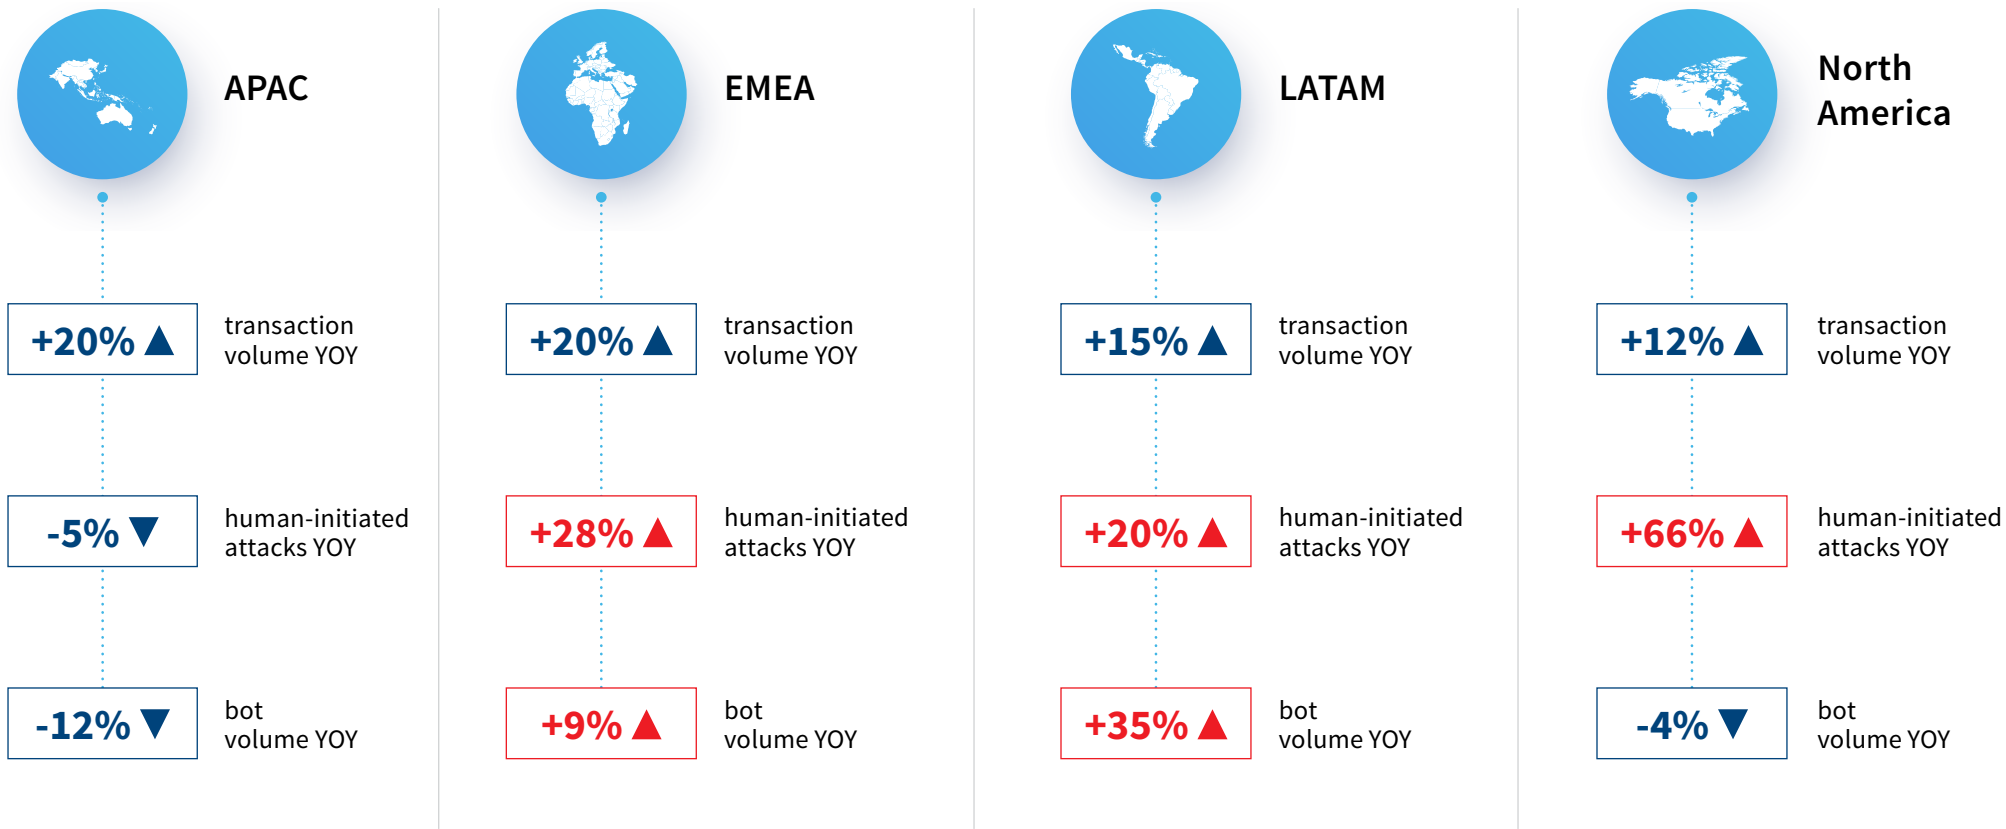 APAC
+20% ▲
transaction
volume YOY
-5% ▼
human-initiated
attacks YOY
-12% ▼
bot
volume YOY
EMEA
+20% ▲
transaction
volume YOY
+28% ▲
human-initiated
attacks YOY
+9% ▲
bot
volume YOY
LATAM
+15% ▲
transaction
volume YOY
+20% ▲
human-initiated
attacks YOY
+35% ▲
bot
volume YOY
North
America
+12% ▲
transaction
volume YOY
+66% ▲
human-initiated
attacks YOY
-4% ▼
bot
volume YOY